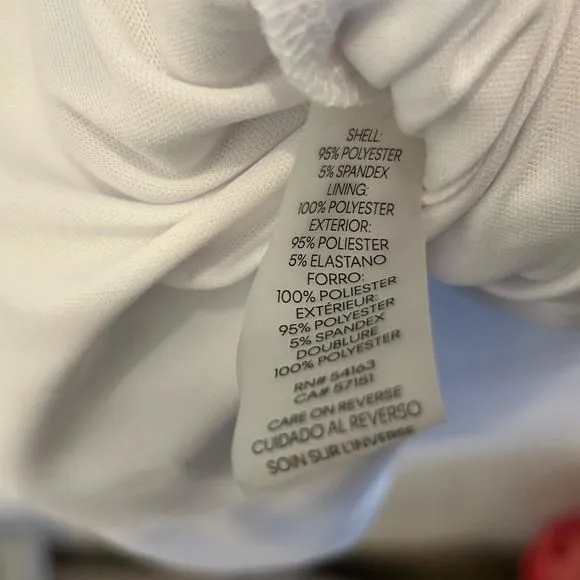 SHELL:
95% POLYESTER
5% SPANDEX
LINING:
100% POLYESTER
EXTERIOR:
95% POLIESTER
5% ELASTANO
FORRO:
100% POLIESTER
EXTÉRIEUR:
95% POLYESTER
5% SPANDEX
DOUBLURE
100% POLYESTER
RN# 54163
CA# 57151
CARE ON REVERSE
CUIDADO AL REVERSO
SOIN SUR L'INVERSE